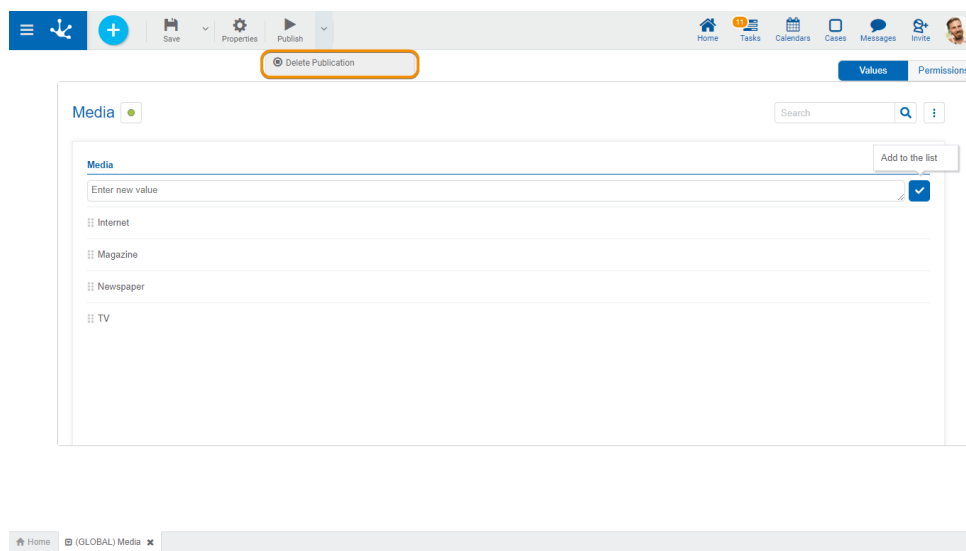 Save
Properties
Publish
Home
11
Tasks
Calendars
Cases
Messages
Invite
Delete Publication
Values
Permissions
Media
Search
Add to the list
Media
Enter new value
Internet
Magazine
Newspaper
TV
Home
(GLOBAL) Media